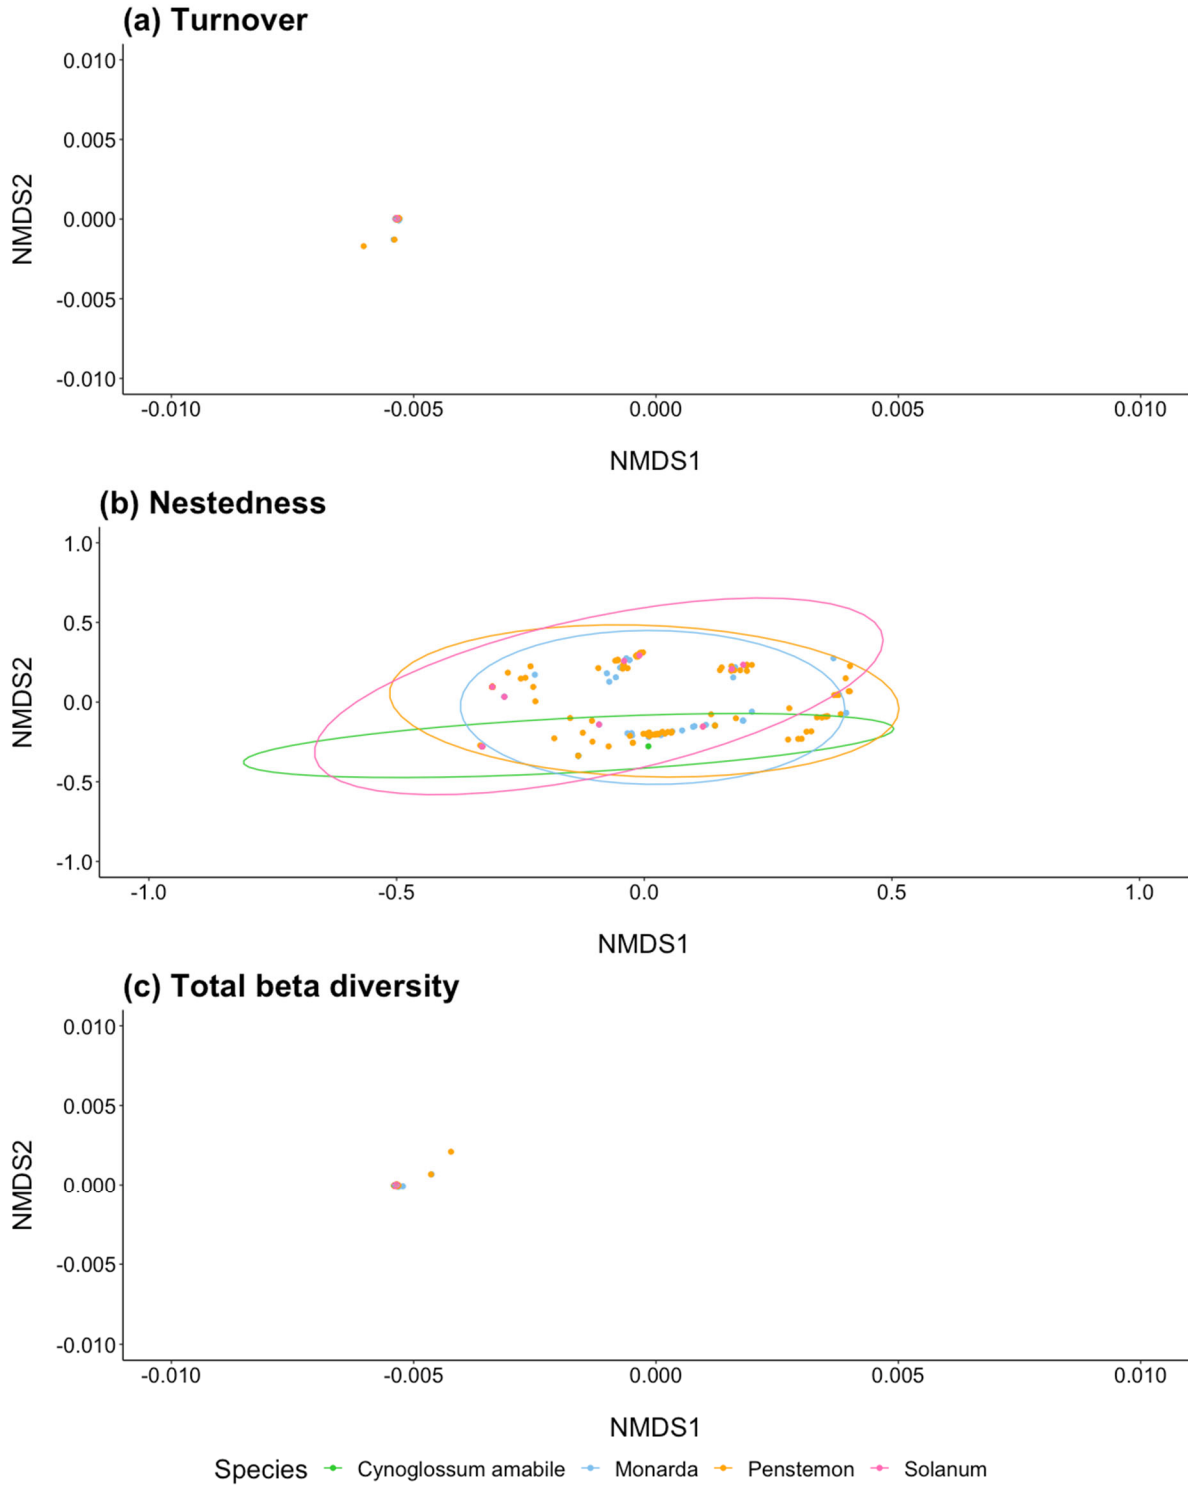 (a) Turnover
0.010
0.005
0.000
-0.005
-0.010
NMDS2
-0.010 -0.005 0.000 0.005 0.010
NMDS1
(b) Nestedness
1.0
0.5
0.0
-0.5
-1.0
NMDS2
-1.0 -0.5 0.0 0.5 1.0
NMDS1
(c) Total beta diversity
0.010
0.005
0.000
-0.005
-0.010
NMDS2
-0.010 -0.005 0.000 0.005 0.010
NMDS1
Species Cynoglossum amabile Monarda Penstemon Solanum